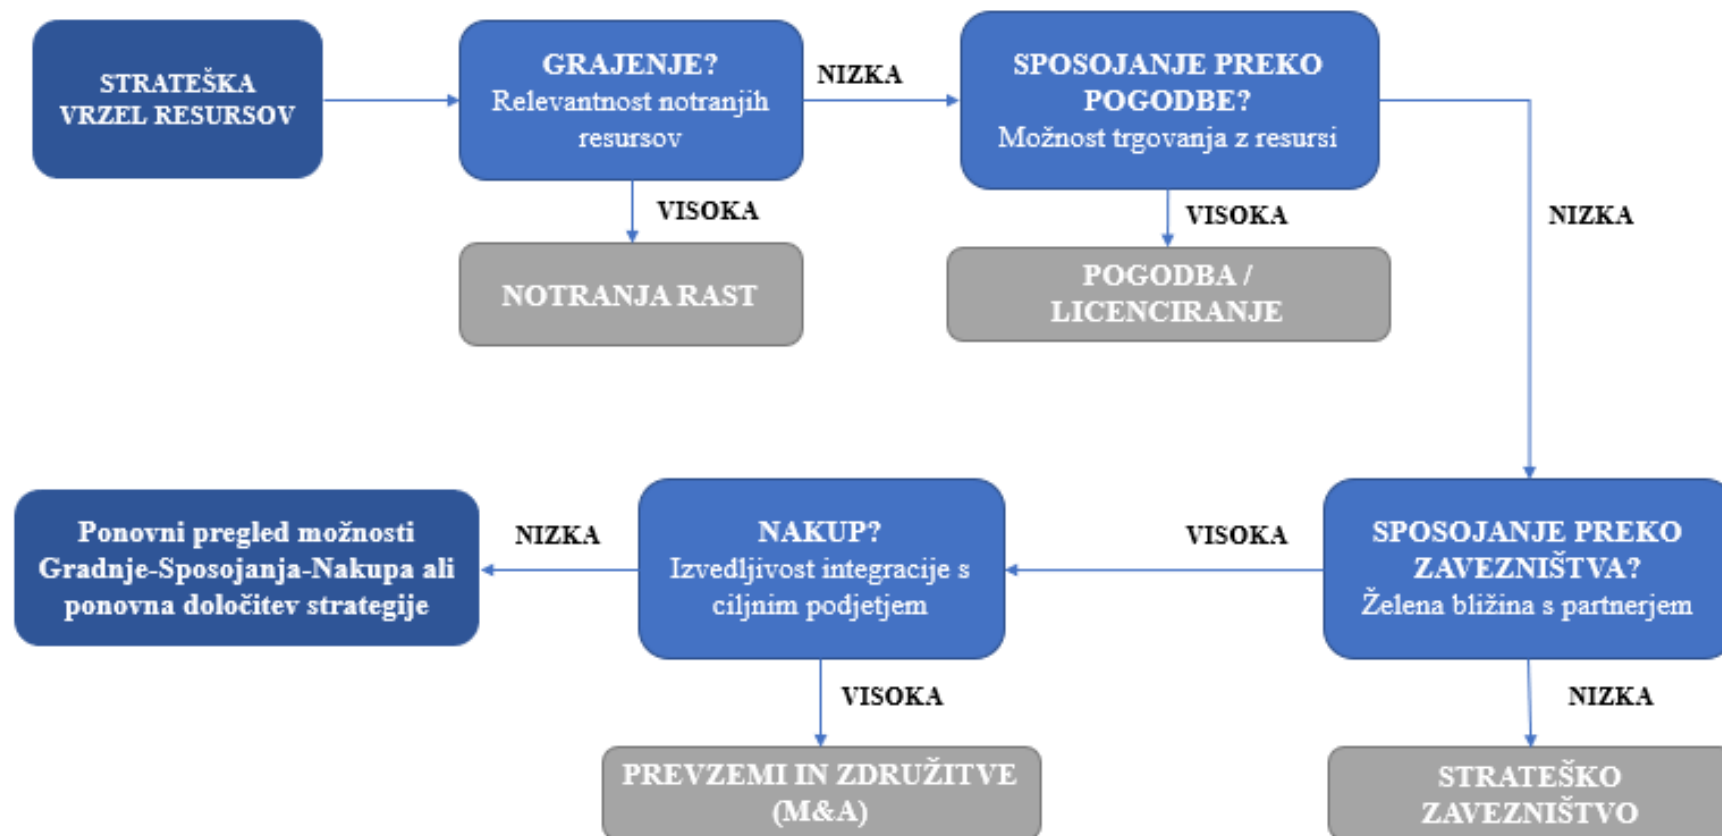 STRATEŠKA
VRZEL RESURSOV
GRAJENJE?
Relevantnost notranjih
resursov
NIZKA
SPOSOJANJE PREKO
POGODBE?
Možnost trgovanja z resursi
VISOKA
VISOKA
NIZKA
NOTRANJA RAST
POGODBA /
LICENCIRANJE
Ponovni pregled možnosti
Gradnje-Sposojanja-Nakupa ali
ponovna določitev strategije
NIZKA
NAKUP?
Izvedljivost integracije s
ciljnim podjetjem
VISOKA
SPOSOJANJE PREKO
ZAVEZNIŠTVA?
Želena bližina s partnerjem
VISOKA
NIZKA
PREVZEMI IN ZDRUŽITVE
(M&A)
STRATEŠKO
ZAVEZNIŠTVO